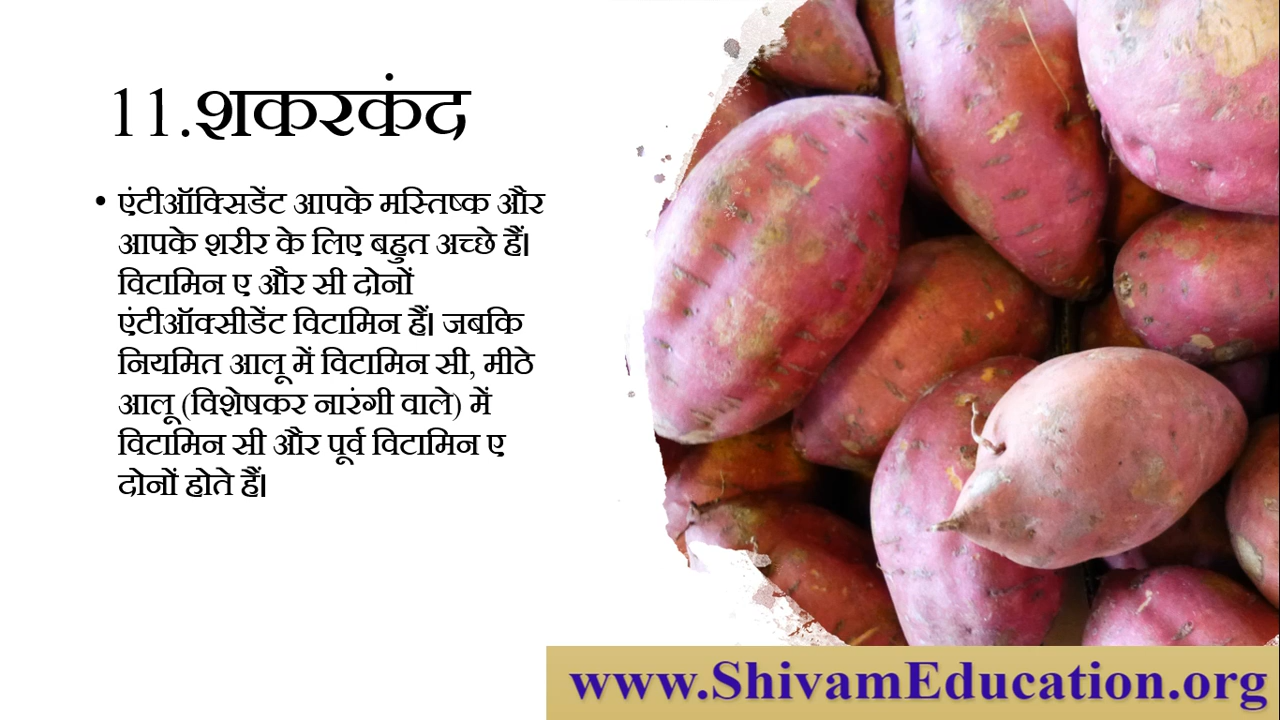 11.शकरकंद
• एंटीऑक्सिडेंट आपके मस्तिष्क और
आपके शरीर के लिए बहुत अच्छे हैं।
विटामिन ए और सी दोनों
एंटीऑक्सीडेंट विटामिन हैं। जबकि
नियमित आलू में विटामिन सी, मीठे
आलू (विशेषकर नारंगी वाले) में
विटामिन सी और पूर्व विटामिन ए
दोनों होते हैं।
www.ShivamEducation.org